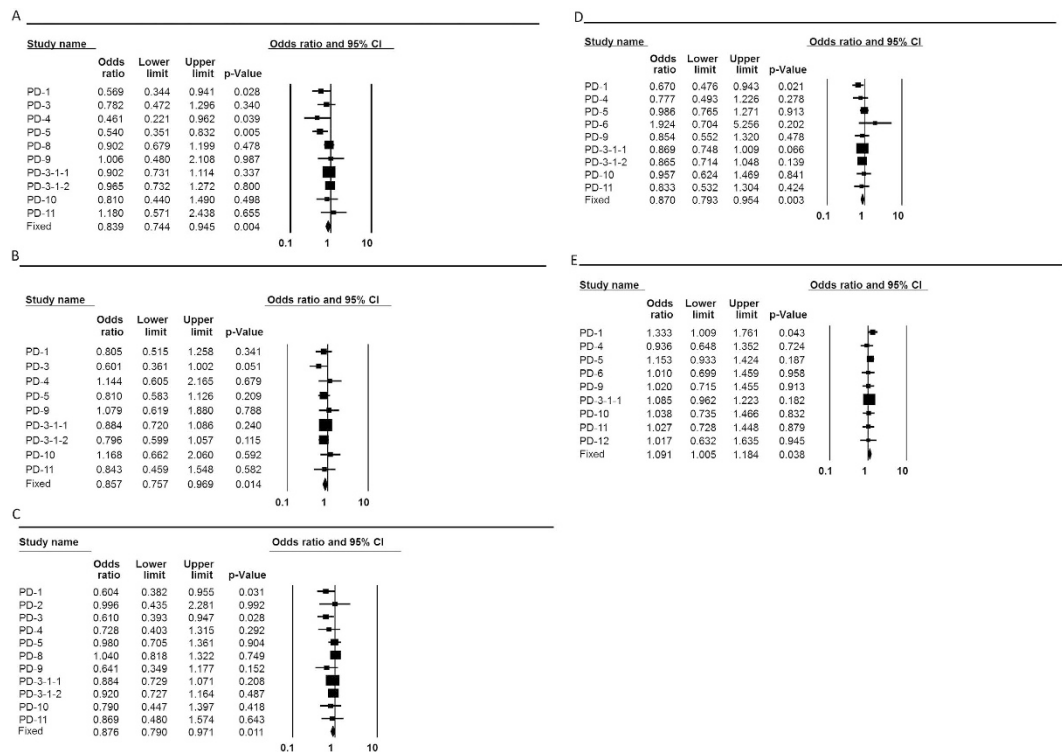 A
Study name Odds ratio and 95% CI
Odds Lower Upper
ratio limit limit p-Value
PD-1 0.569 0.344 0.941 0.028
PD-3 0.782 0.472 1.296 0.340
PD-4 0.461 0.221 0.962 0.039
PD-5 0.540 0.351 0.832 0.005
PD-8 0.902 0.679 1.199 0.478
PD-9 1.006 0.480 2.108 0.987
PD-3-1-1 0.902 0.731 1.114 0.337
PD-3-1-2 0.965 0.732 1.272 0.800
PD-10 0.810 0.440 1.490 0.498
PD-11 1.180 0.571 2.438 0.655
Fixed 0.839 0.744 0.945 0.004
0.1 1 10
B
Study name Odds ratio and 95% CI
Odds Lower Upper
ratio limit limit p-Value
PD-1 0.805 0.515 1.258 0.341
PD-3 0.601 0.361 1.002 0.051
PD-4 1.144 0.605 2.165 0.679
PD-5 0.810 0.583 1.126 0.209
PD-9 1.079 0.619 1.880 0.788
PD-3-1-1 0.884 0.720 1.086 0.240
PD-3-1-2 0.796 0.599 1.057 0.115
PD-10 1.168 0.662 2.060 0.592
PD-11 0.843 0.459 1.548 0.582
Fixed 0.857 0.757 0.969 0.014
0.1 1 10
C
Study name Odds ratio and 95% CI
Odds Lower Upper
ratio limit limit p-Value
PD-1 0.604 0.382 0.955 0.031
PD-2 0.996 0.435 2.281 0.992
PD-3 0.610 0.393 0.947 0.028
PD-4 0.728 0.403 1.315 0.292
PD-5 0.980 0.705 1.361 0.904
PD-8 1.040 0.818 1.322 0.749
PD-9 0.641 0.349 1.177 0.152
PD-3-1-1 0.884 0.729 1.071 0.208
PD-3-1-2 0.920 0.727 1.164 0.487
PD-10 0.790 0.447 1.397 0.418
PD-11 0.869 0.480 1.574 0.643
Fixed 0.876 0.790 0.971 0.011
0.1 1 10
D
Study name Odds ratio and 95% CI
Odds Lower Upper
ratio limit limit p-Value
PD-1 0.670 0.476 0.943 0.021
PD-4 0.777 0.493 1.226 0.278
PD-5 0.986 0.765 1.271 0.913
PD-6 1.924 0.704 5.256 0.202
PD-9 0.854 0.552 1.320 0.478
PD-3-1-1 0.869 0.748 1.009 0.066
PD-3-1-2 0.865 0.714 1.048 0.139
PD-10 0.957 0.624 1.469 0.841
PD-11 0.833 0.532 1.304 0.424
Fixed 0.870 0.793 0.954 0.003
0.1 1 10
E
Study name Odds ratio and 95% CI
Odds Lower Upper
ratio limit limit p-Value
PD-1 1.333 1.009 1.761 0.043
PD-4 0.936 0.648 1.352 0.724
PD-5 1.153 0.933 1.424 0.187
PD-6 1.010 0.699 1.459 0.958
PD-9 1.020 0.715 1.455 0.913
PD-3-1-1 1.085 0.962 1.223 0.182
PD-10 1.038 0.735 1.466 0.832
PD-11 1.027 0.728 1.448 0.879
PD-12 1.017 0.632 1.635 0.945
Fixed 1.091 1.005 1.184 0.038
0.1 1 10